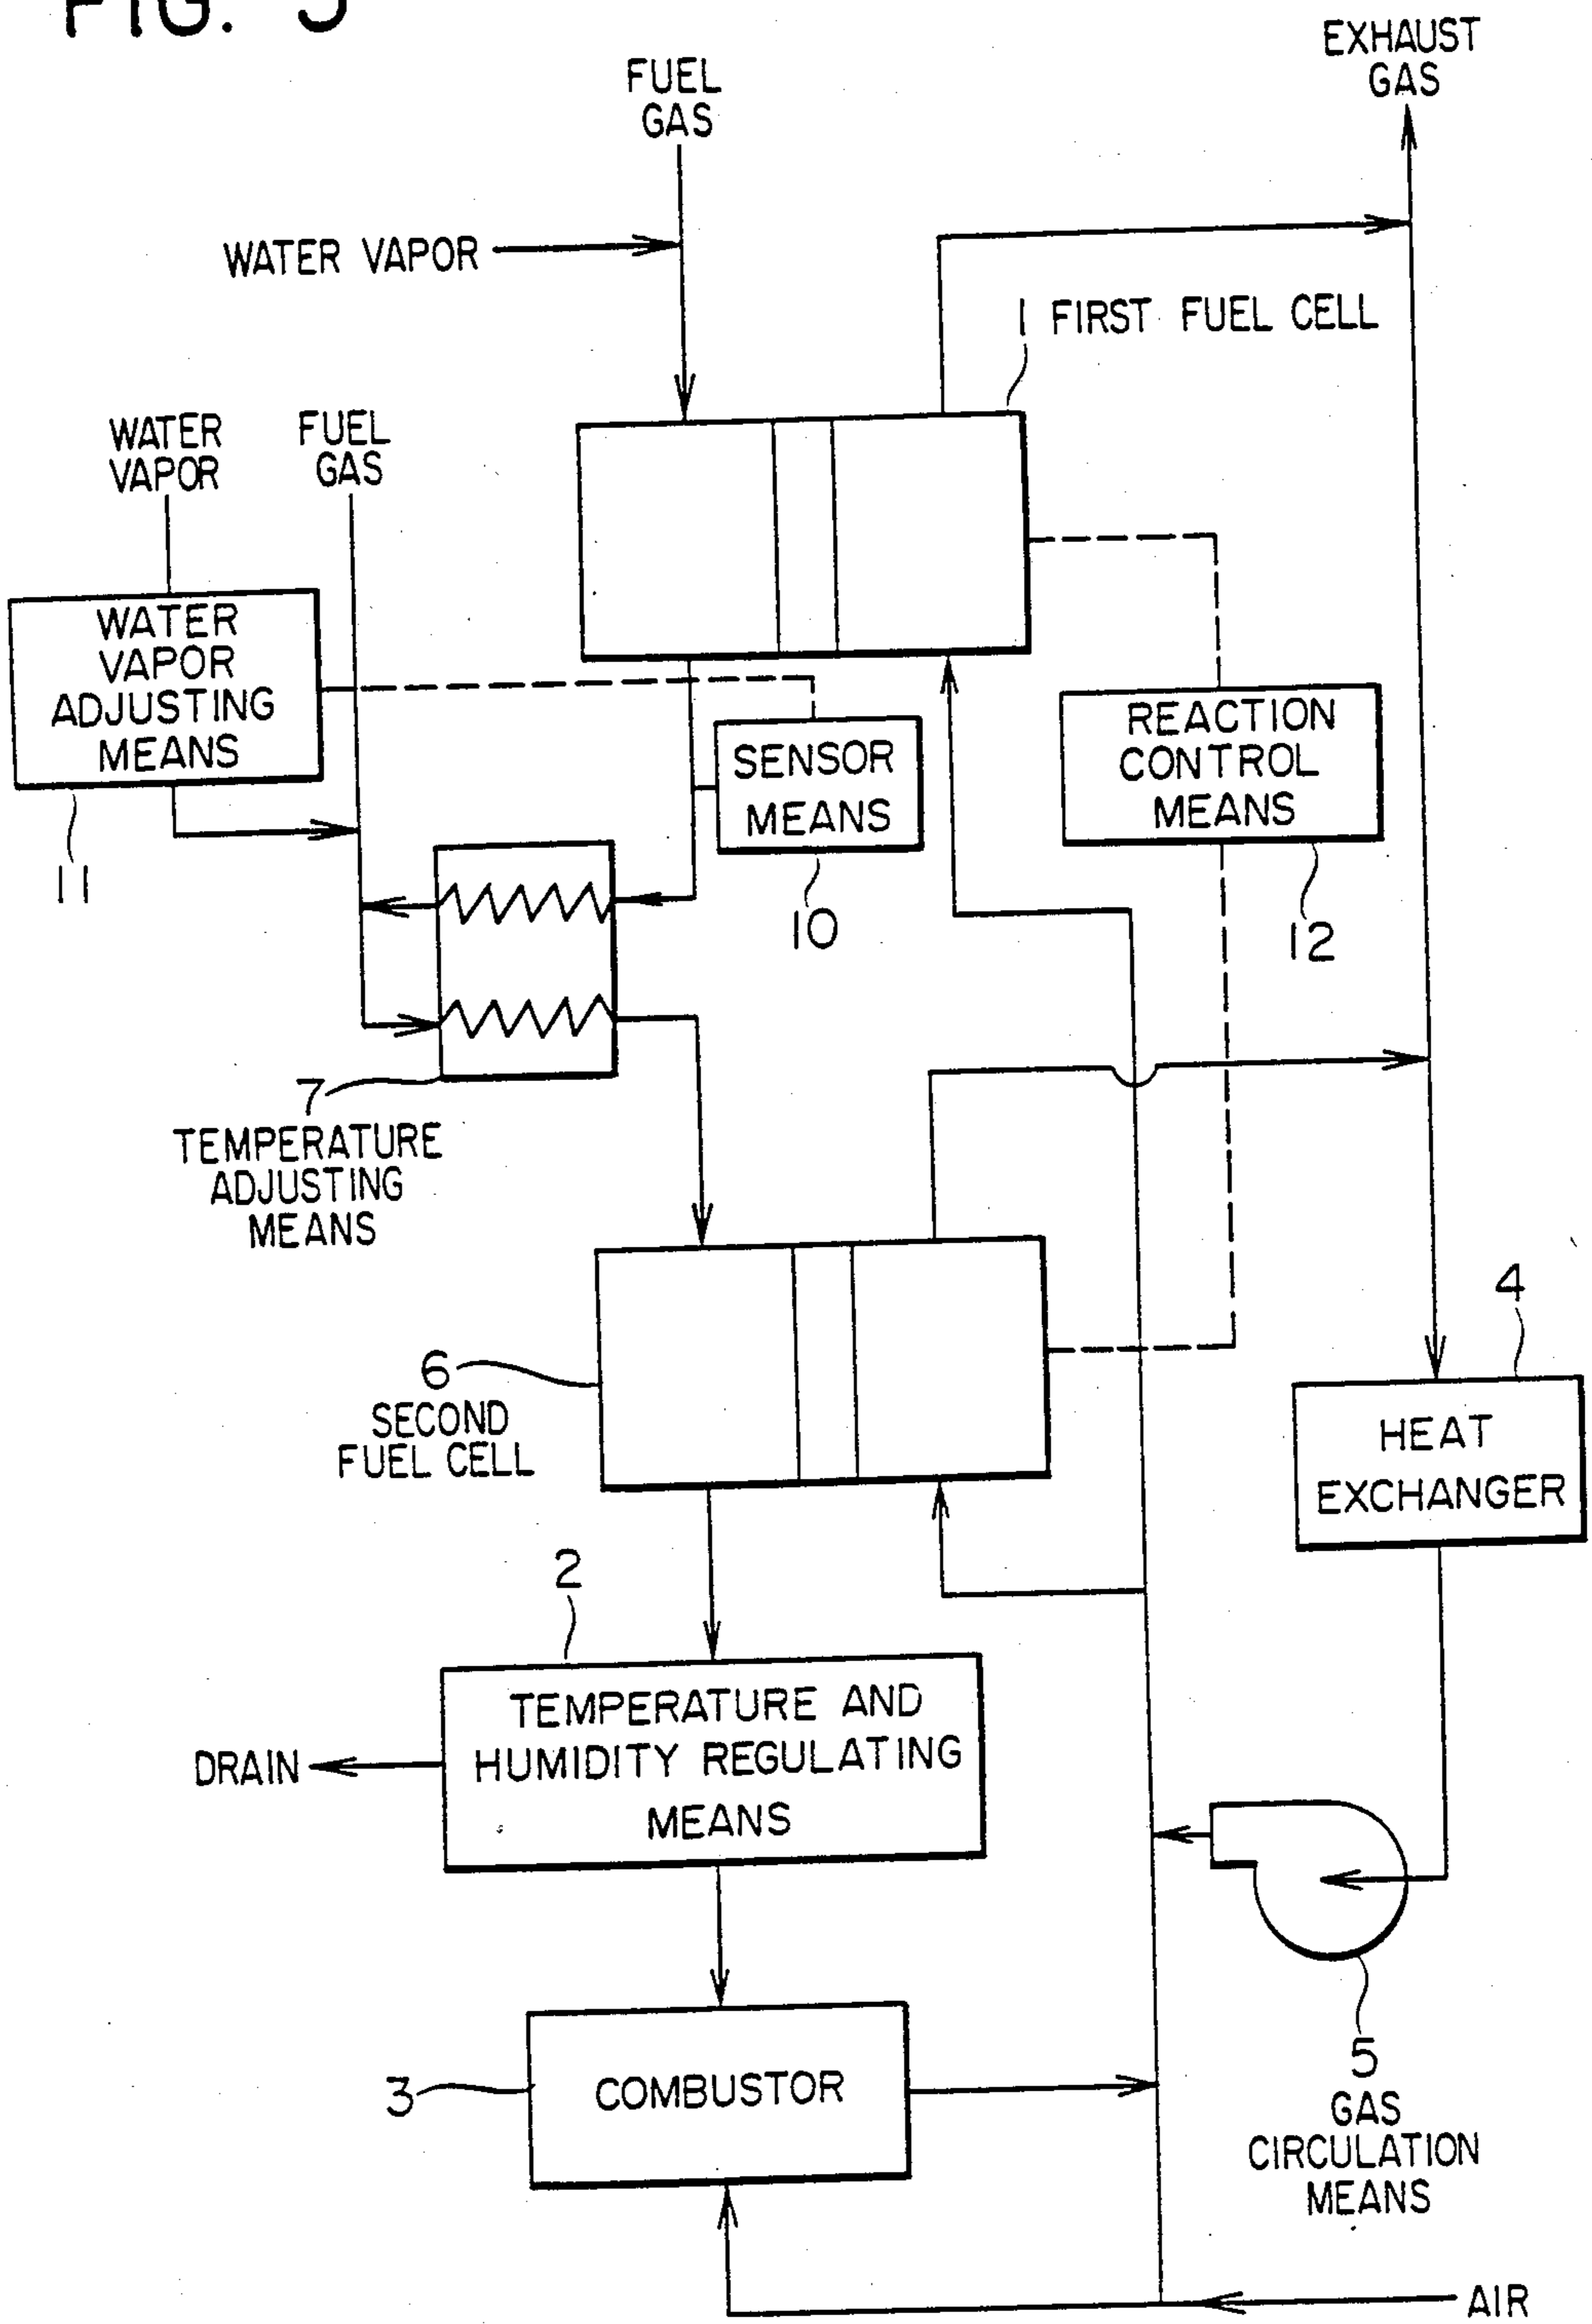 FIG. 5
EXHAUST
GAS
FUEL
GAS
WATER VAPOR
1 FIRST FUEL CELL
WATER
VAPOR
FUEL
GAS
WATER
VAPOR
ADJUSTING
MEANS
11
SENSOR
MEANS
10
REACTION
CONTROL
MEANS
12
7
TEMPERATURE
ADJUSTING
MEANS
6
SECOND
FUEL CELL
4
HEAT
EXCHANGER
2
TEMPERATURE AND
HUMIDITY REGULATING
MEANS
DRAIN
3
COMBUSTOR
5
GAS
CIRCULATION
MEANS
AIR